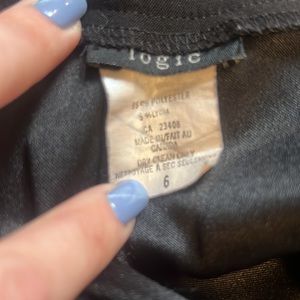 logic
95% POLYESTER
5% LYCRA
CA 23408
MADE IN/FAIT AU
CANADA
DRY CLEAN ONLY
NETTOYAGE A SEC SEULEMENT
6